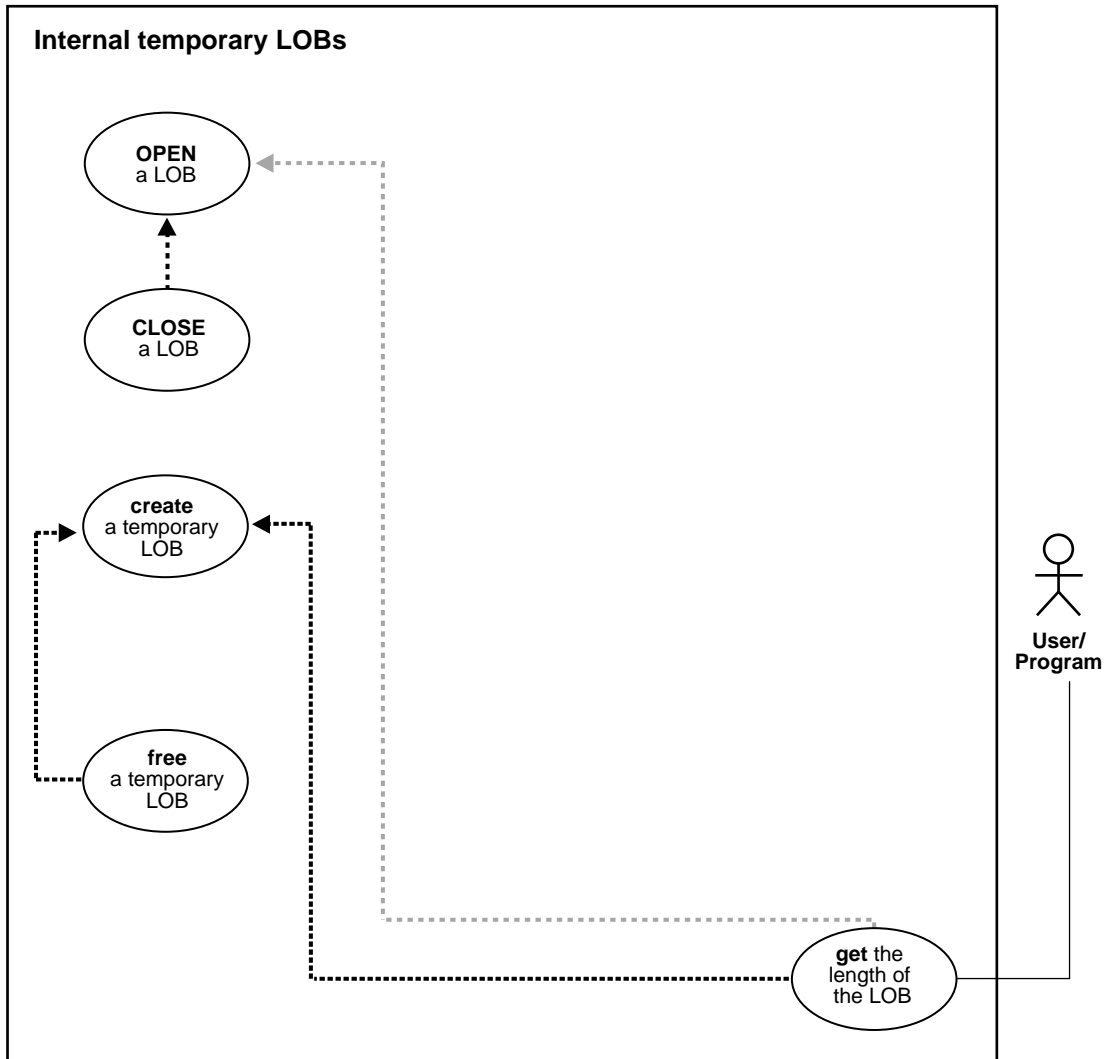 Internal temporary LOBs
OPEN
a LOB
CLOSE
a LOB
create
a temporary
LOB
User/
Program
free
a temporary
LOB
get the
length of
the LOB